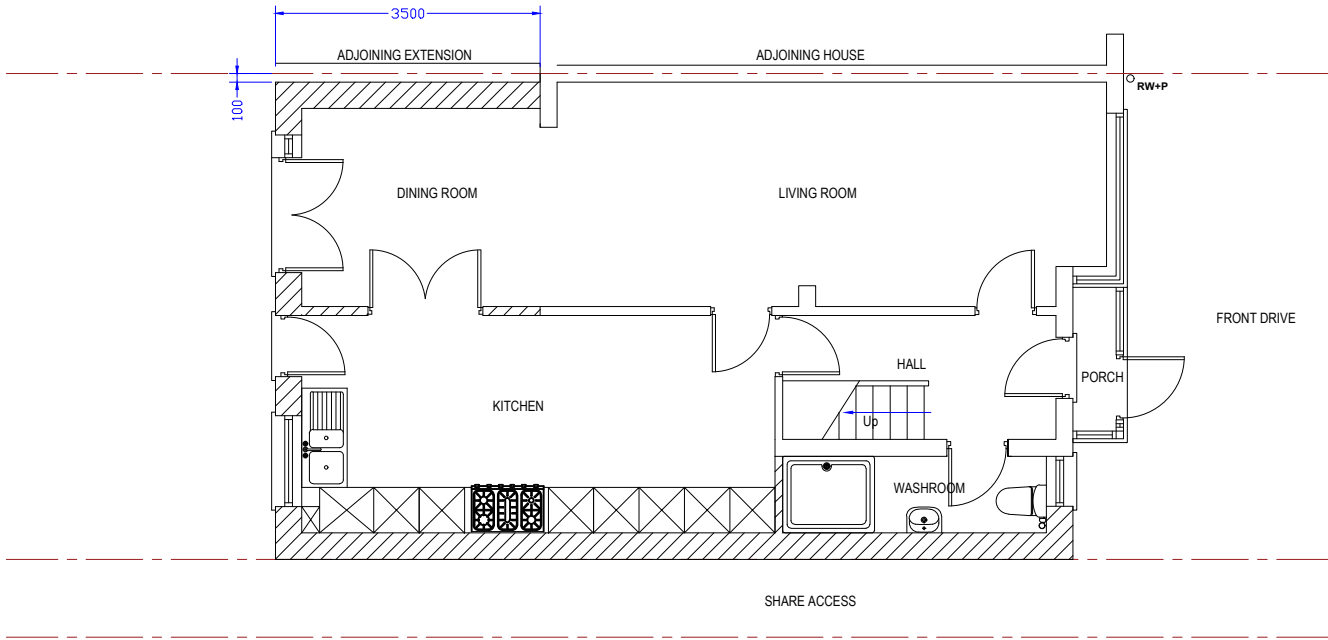 3500
ADJOINING EXTENSION
ADJOINING HOUSE
100
RW+P
DINING ROOM
LIVING ROOM
FRONT DRIVE
HALL
PORCH
KITCHEN
Up
WASHROOM
SHARE ACCESS